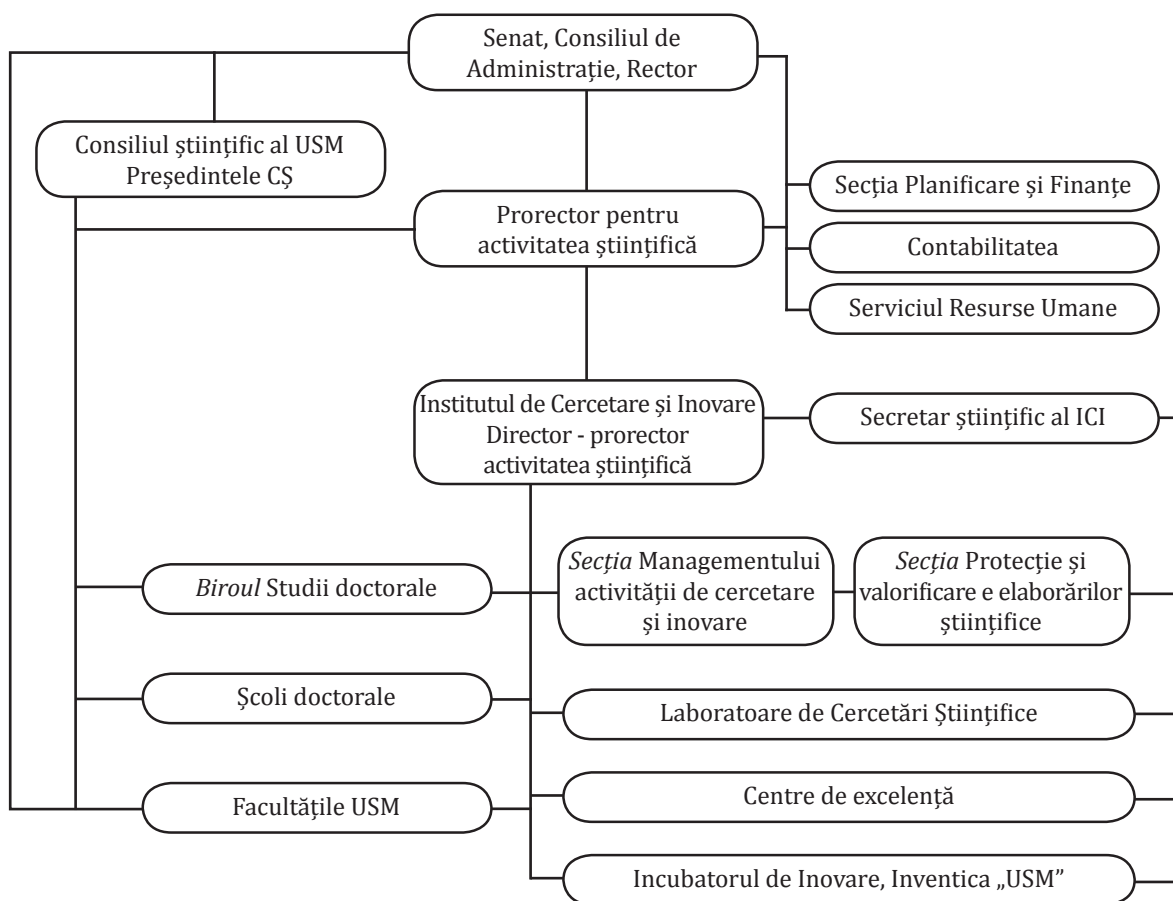 Senat, Consiliul de
Administrație, Rector
Consiliul științific al USM
Președintele CȘ
Secția Planificare și Finanțe
Prorector pentru
activitatea științifică
Contabilitatea
Serviciul Resurse Umane
Institutul de Cercetare și Inovare
Director - prorector
activitatea științifică
Secretar științific al ICI
Biroul Studii doctorale
Secția Managementului
activității de cercetare
și inovare
Secția Protecție și
valorificare e elaborărilor
științifice
Școli doctorale
Laboratoare de Cercetări Științifice
Facultățile USM
Centre de excelență
Incubatorul de Inovare, Inventica „USM”